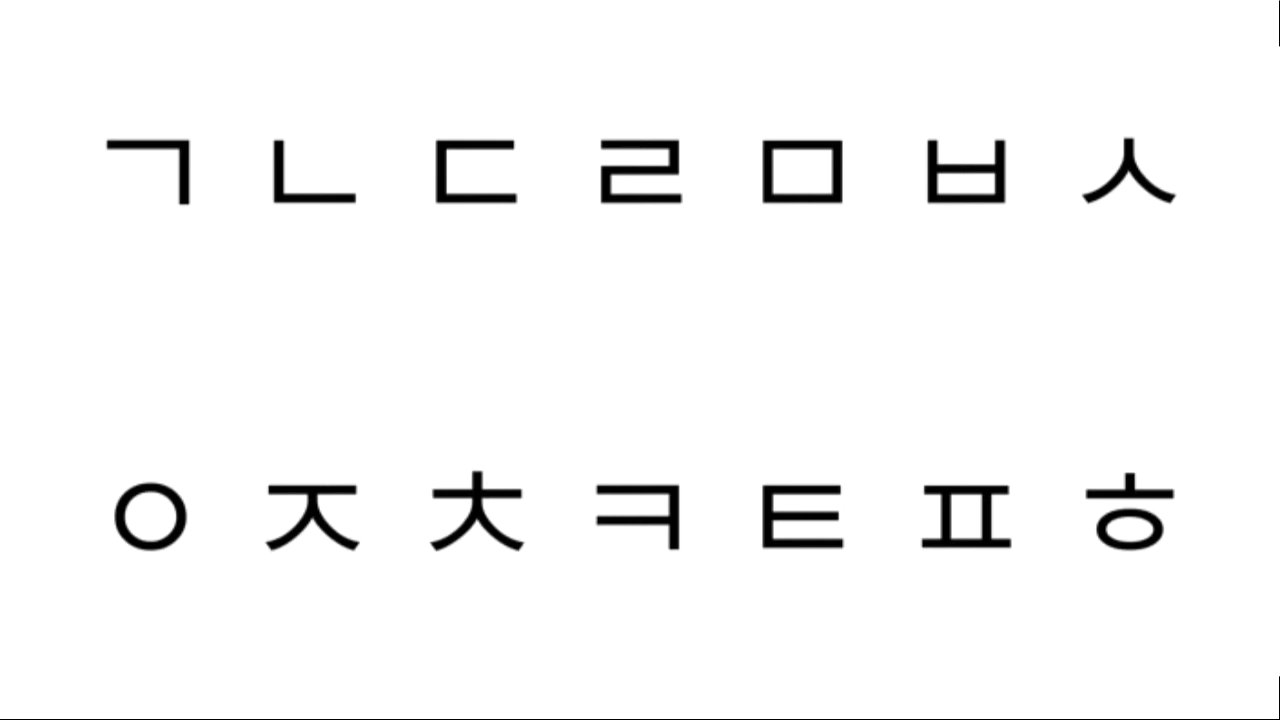 ㄱ ㄴ ㄷ ㄹ ㅁ ㅂ ㅅ
ㅇ ㅈ ㅊ ㅋ ㅌ ㅍ ㅎ